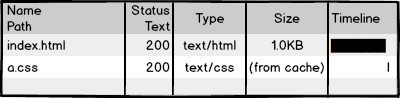 Name Path Status Text Type Size Timeline
index.html 200 text/html 1.0KB
a.css 200 text/css (from cache)